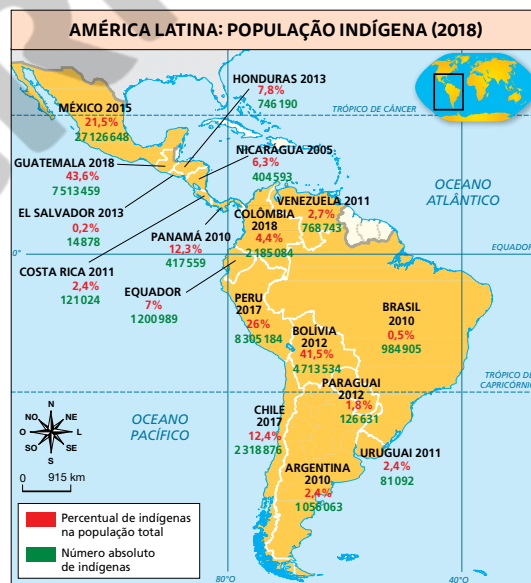 AMÉRICA LATINA: POPULAÇÃO INDÍGENA (2018)
HONDURAS 2013
7,8%
746 190
MÉXICO 2015
21,5%
27 126 648
TRÓPICO DE CÂNCER
GUATEMALA 2018
43,6%
7 513 459
NICARÁGUA 2005
6,3%
404 593
OCEANO
ATLÂNTICO
EL SALVADOR 2013
0,2%
14 878
VENEZUELA 2011
2,7%
768 743
COLÔMBIA
2018
4,4%
2 185 084
PANAMÁ 2010
12,3%
417 559
EQUADOR
0°
COSTA RICA 2011
2,4%
121 024
EQUADOR
7%
1 200 989
PERU
2017
26%
8 305 184
BRASIL
2010
0,5%
984 905
BOLÍVIA
2012
41,5%
4 713 534
PARAGUAI
2012
1,8%
126 631
TRÓPICO DE
CAPRICÓRNIO
OCEANO
PACÍFICO
CHILE
2017
12,4%
2 318 876
URUGUAI 2011
2,4%
81 092
ARGENTINA
2010
2,4%
1 056 063
N
NO NE
O L
SO SE
S
0 915 km
Percentual de indígenas
na população total
Número absoluto
de indígenas
80°O
40°O